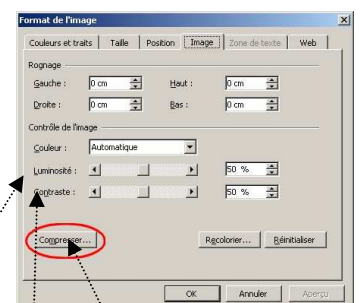 Format de l'image
Couleurs et traits Taille Position Image Zone de texte Web
Rognage
Gauche : 0 cm Haut : 0 cm
Droite : 0 cm Bas : 0 cm
Contrôle de l'image
Couleur : Automatique
Luminosité : 50 %
Contraste : 50 %
Compresser... Recolorier... Réinitialiser
OK Annuler Aperçu